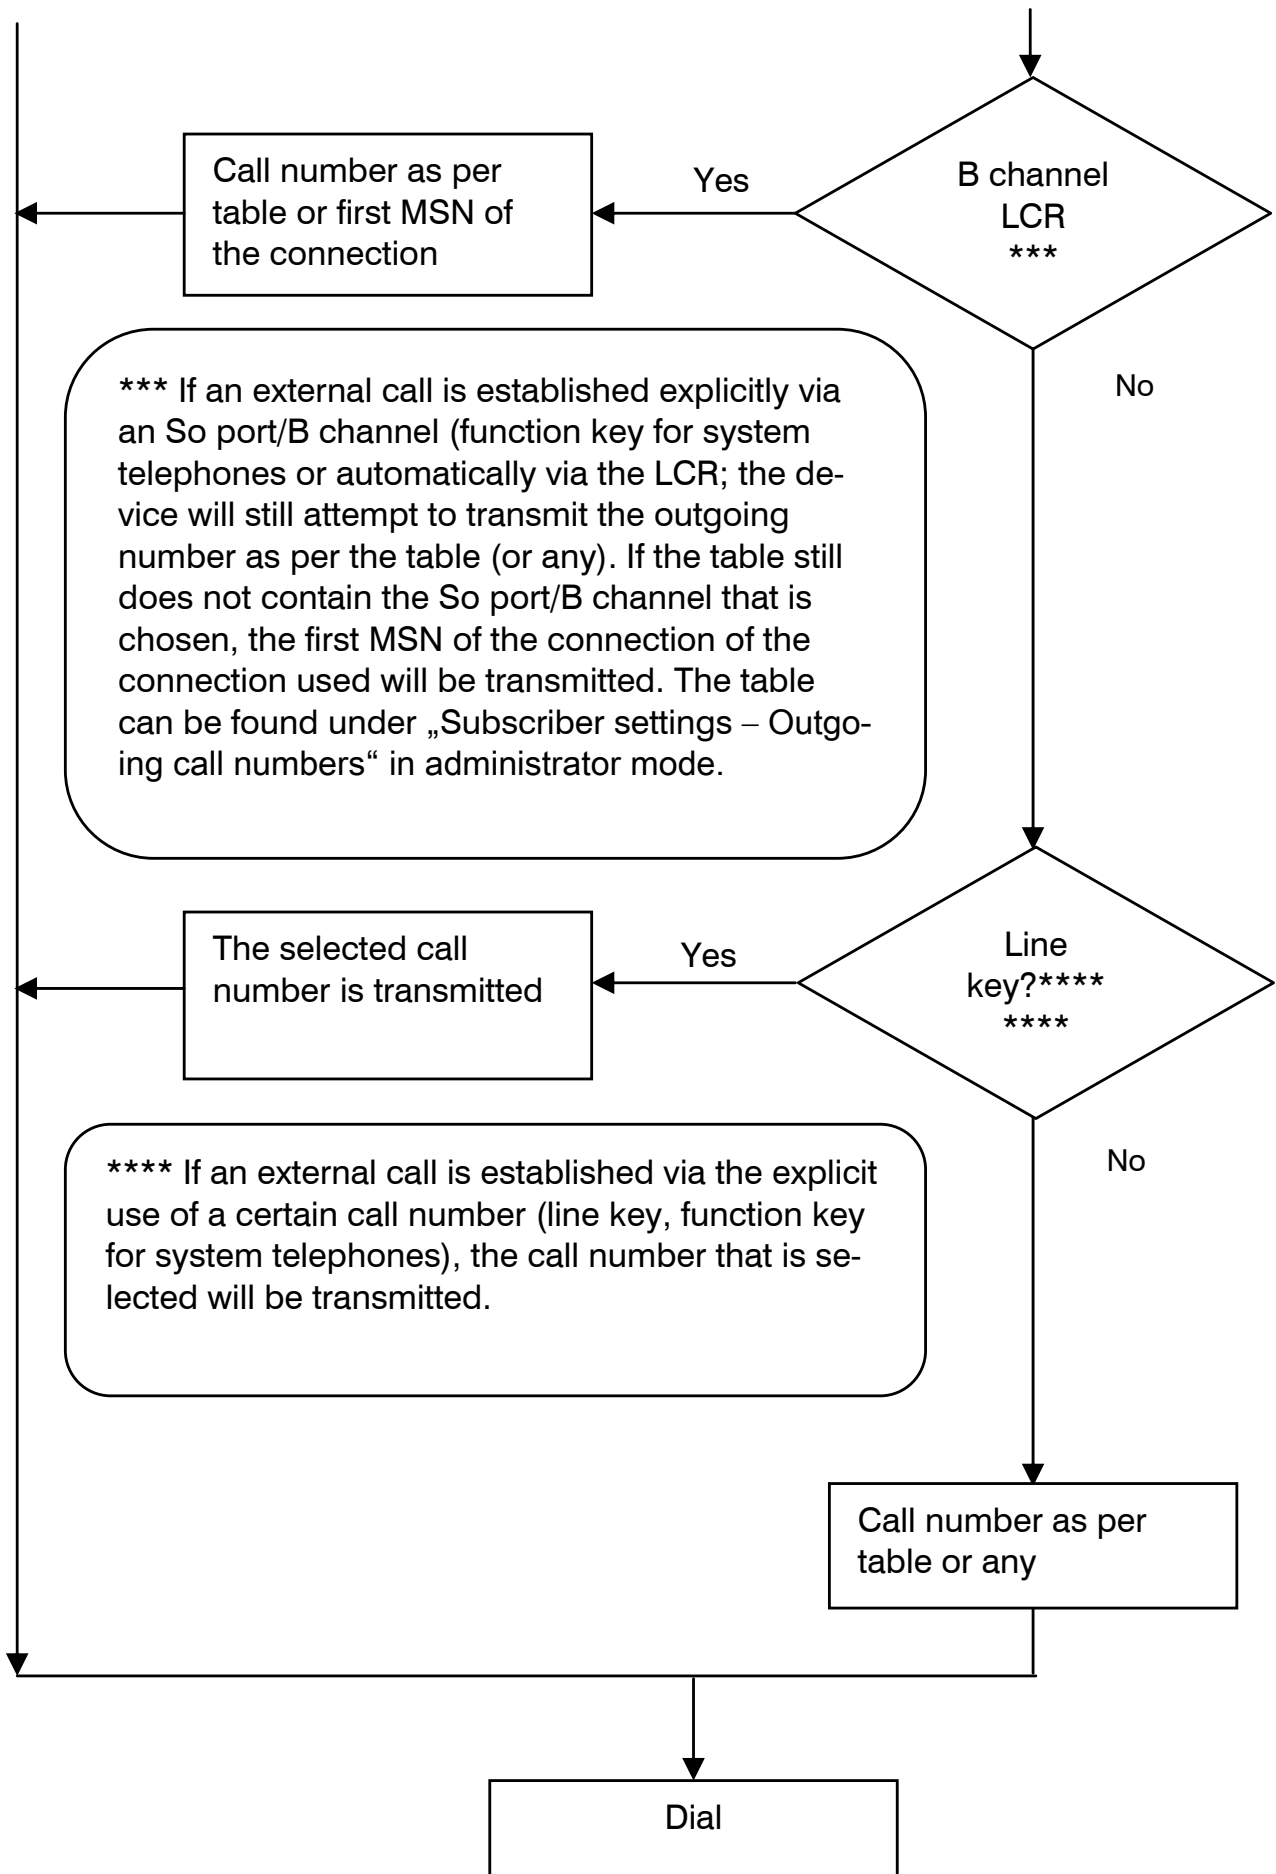 Call number as per
table or first MSN of
the connection
Yes
B channel
LCR
***
No
*** If an external call is established explicitly via
an So port/B channel (function key for system
telephones or automatically via the LCR; the de-
vice will still attempt to transmit the outgoing
number as per the table (or any). If the table still
does not contain the So port/B channel that is
chosen, the first MSN of the connection of the
connection used will be transmitted. The table
can be found under „Subscriber settings – Outgo-
ing call numbers“ in administrator mode.
The selected call
number is transmitted
Yes
Line
key?****
****
No
**** If an external call is established via the explicit
use of a certain call number (line key, function key
for system telephones), the call number that is se-
lected will be transmitted.
Call number as per
table or any
Dial